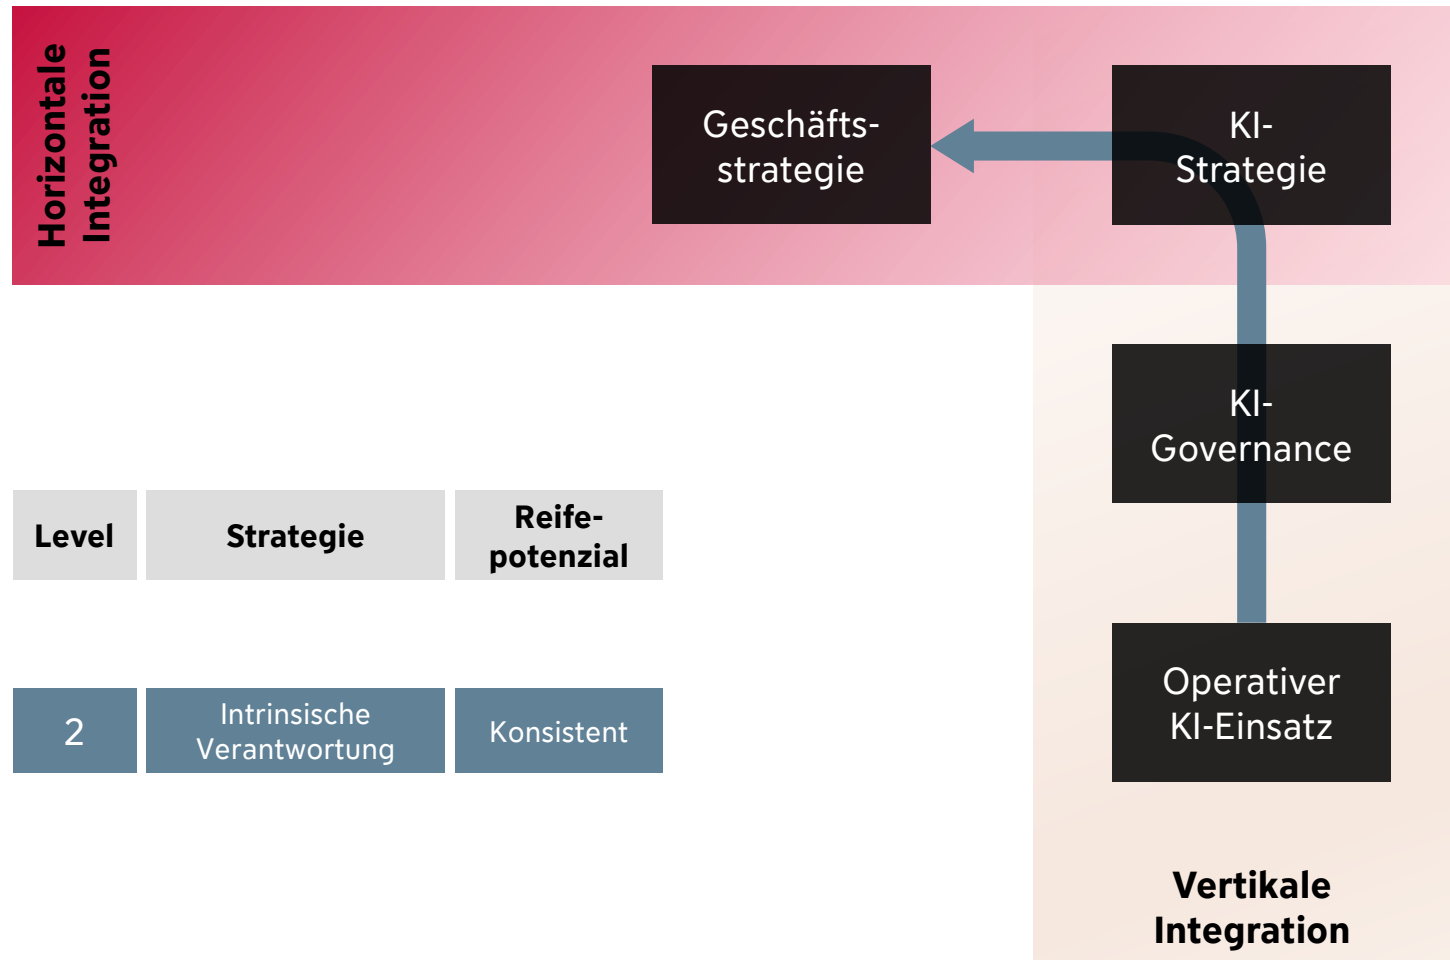 Horizontale
Integration
Geschäfts-
strategie
KI-
Strategie
KI-
Governance
Level
Strategie
Reife-
potenzial
2
Intrinsische
Verantwortung
Konsistent
Operativer
KI-Einsatz
Vertikale
Integration